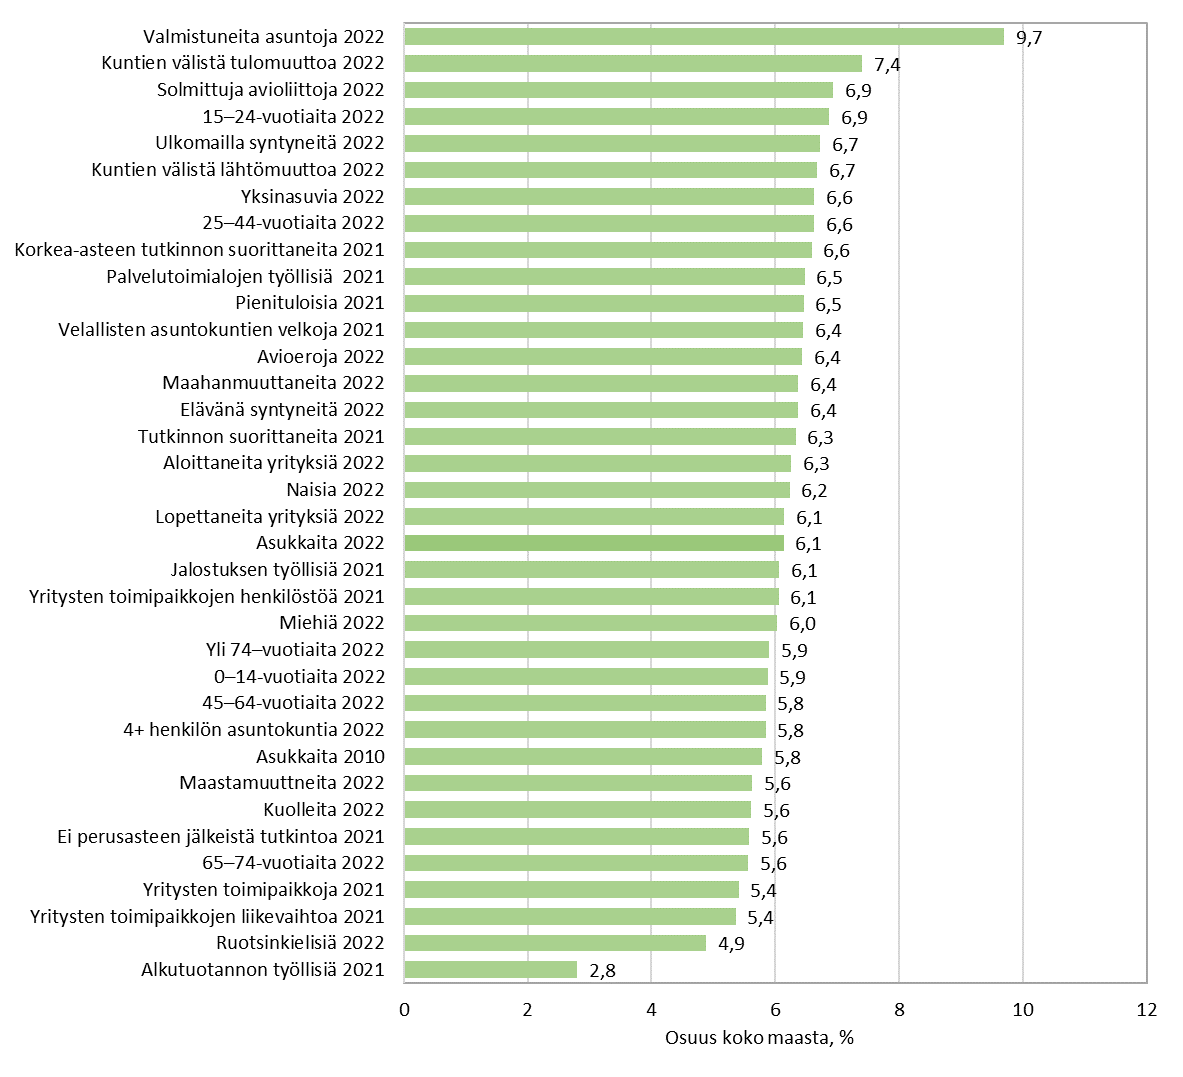 Valmistuneita asuntoja 2022 9,7
Kuntien välistä tulomuuttoa 2022 7,4
Solmittuja avioliittoja 2022 6,9
15–24-vuotiaita 2022 6,9
Ulkomailla syntyneitä 2022 6,7
Kuntien välistä lähtömuuttoa 2022 6,7
Yksinasuvia 2022 6,6
25–44-vuotiaita 2022 6,6
Korkea-asteen tutkinnon suorittaneita 2021 6,6
Palvelutoimialojen työllisiä 2021 6,5
Pienituloisia 2021 6,5
Velallisten asuntokuntien velkoja 2021 6,4
Avioeroja 2022 6,4
Maahanmuuttaneita 2022 6,4
Elävänä syntyneitä 2022 6,4
Tutkinnon suorittaneita 2021 6,3
Aloittaneita yrityksiä 2022 6,3
Naisia 2022 6,2
Lopettaneita yrityksiä 2022 6,1
Asukkaita 2022 6,1
Jalostuksen työllisiä 2021 6,1
Yritysten toimipaikkojen henkilöstöä 2021 6,1
Miehiä 2022 6,0
Yli 74–vuotiaita 2022 5,9
0–14-vuotiaita 2022 5,9
45–64-vuotiaita 2022 5,8
4+ henkilön asuntokuntia 2022 5,8
Asukkaita 2010 5,8
Maastamuuttneita 2022 5,6
Kuolleita 2022 5,6
Ei perusasteen jälkeistä tutkintoa 2021 5,6
65–74-vuotiaita 2022 5,6
Yritysten toimipaikkoja 2021 5,4
Yritysten toimipaikkojen liikevaihtoa 2021 5,4
Ruotsinkielisiä 2022 4,9
Alkutuotannon työllisiä 2021 2,8
0 2 4 6 8 10 12
Osuus koko maasta, %